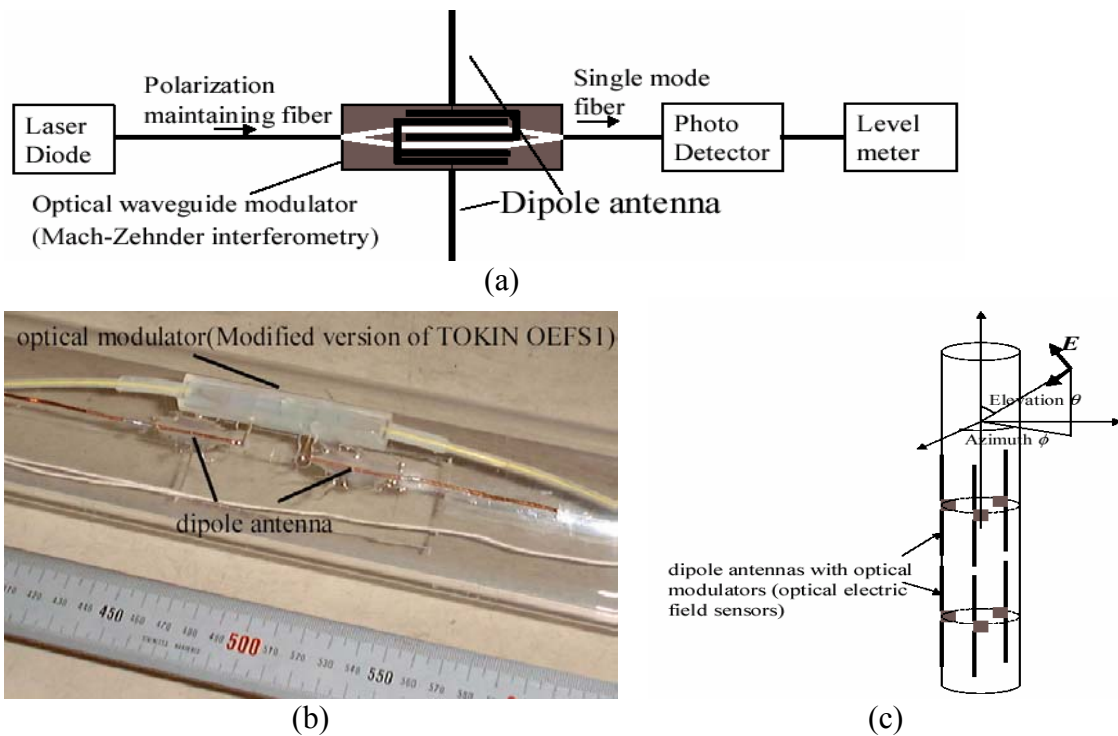 Polarization
maintaining fiber
Single mode
fiber
Laser
Diode
Photo
Detector
Level
meter
Optical waveguide modulator
(Mach-Zehnder interferometry)
Dipole antenna
(a)
optical modulator(Modified version of TOKIN OEFS1)
dipole antenna
450
500
550
(b)
E
Elevation θ
Azimuth ϕ
dipole antennas with optical
modulators (optical electric
field sensors)
(c)